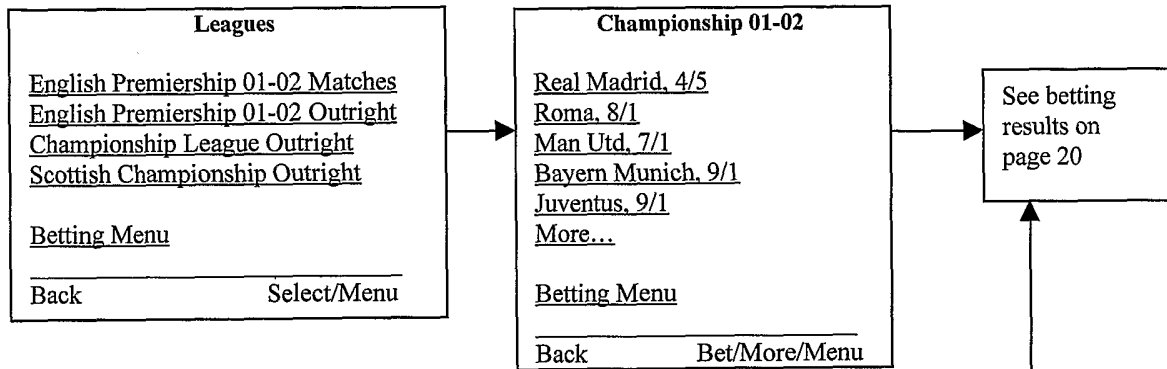 Leagues
English Premiership 01-02 Matches
English Premiership 01-02 Outright
Championship League Outright
Scottish Championship Outright
Betting Menu
Back Select/Menu
Championship 01-02
Real Madrid, 4/5
Roma, 8/1
Man Utd, 7/1
Bayern Munich, 9/1
Juventus, 9/1
More...
Betting Menu
Back Bet/More/Menu
See betting
results on
page 20